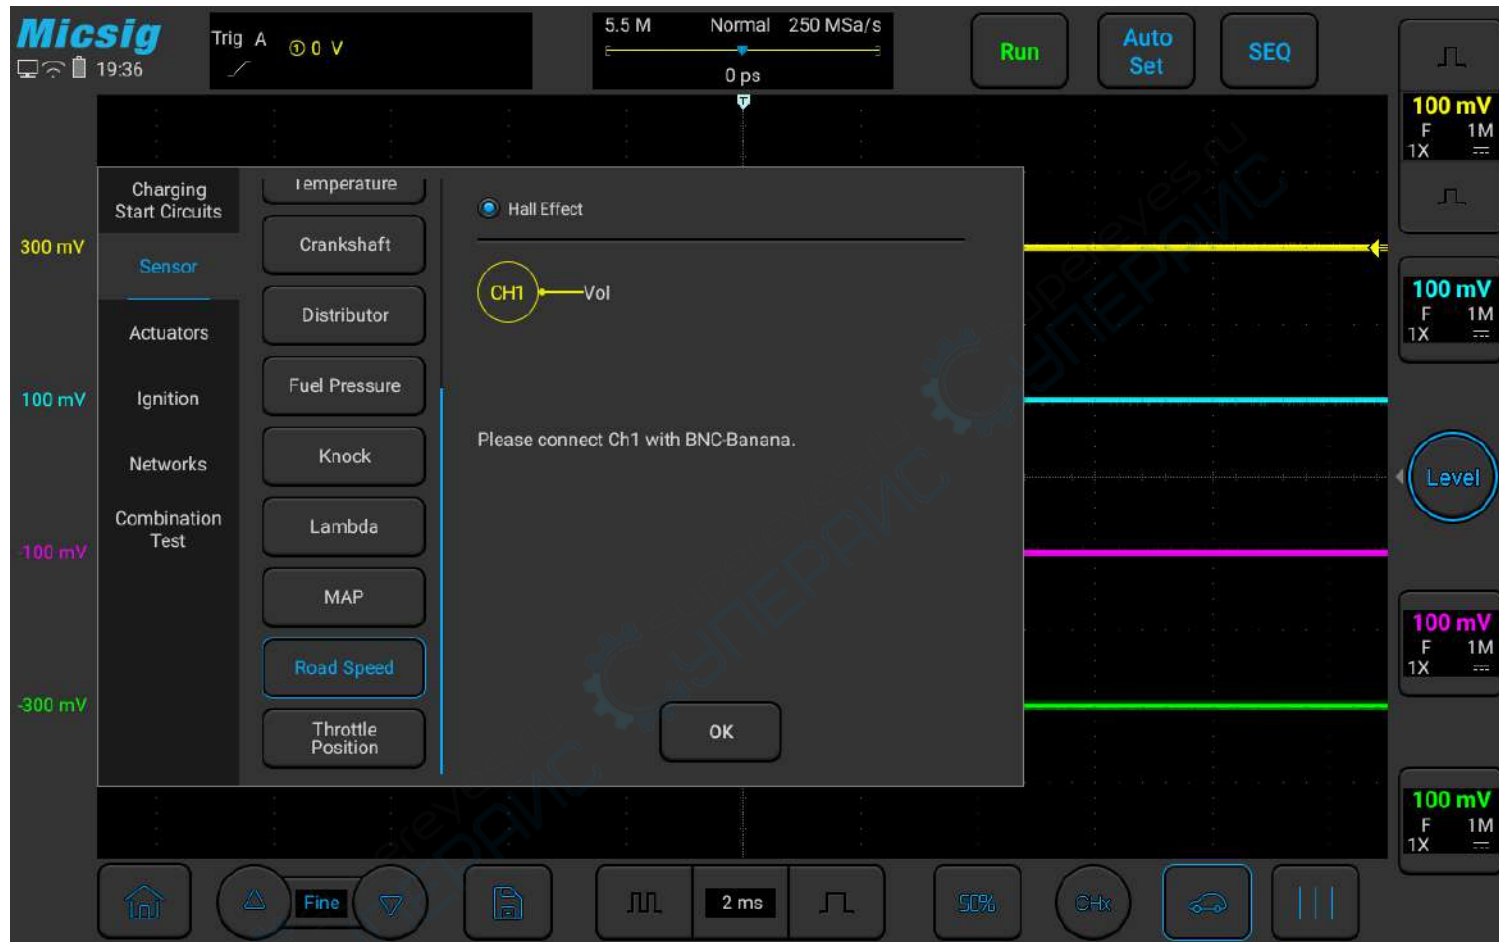 Micsig
19:36
Trig A ① 0 V
5.5 M Normal 250 MSa/s
0 ps
T
Run
Auto
Set
SEQ
100 mV
F 1M
1X
Charging
Start Circuits
Sensor
Actuators
Ignition
Networks
Combination
Test
Temperature
Crankshaft
Distributor
Fuel Pressure
Knock
Lambda
MAP
Road Speed
Throttle
Position
Hall Effect
CH1 Vol
Please connect Ch1 with BNC-Banana.
OK
300 mV
100 mV
-100 mV
-300 mV
100 mV
F 1M
1X
Level
100 mV
F 1M
1X
100 mV
F 1M
1X
Fine
2 ms
50%
CHx
supereyes.ru
СУПЕРАЙС